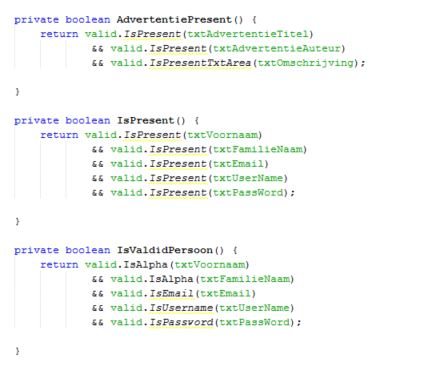 private boolean AdvertentiePresent() {
return valid.IsPresent(txtAdvertentieTitel)
&& valid.IsPresent(txtAdvertentieAuteur)
&& valid.IsPresentTxtArea(txtOmschrijving);
}
private boolean IsPresent() {
return valid.IsPresent(txtVoornaam)
&& valid.IsPresent(txtFamilieNaam)
&& valid.IsPresent(txtEmail)
&& valid.IsPresent(txtUserName)
&& valid.IsPresent(txtPassWord);
}
private boolean IsValdidPersoon() {
return valid.IsAlpha(txtVoornaam)
&& valid.IsAlpha(txtFamilieNaam)
&& valid.IsEmail(txtEmail)
&& valid.IsUsername(txtUserName)
&& valid.IsPassvord(txtPassWord);
}